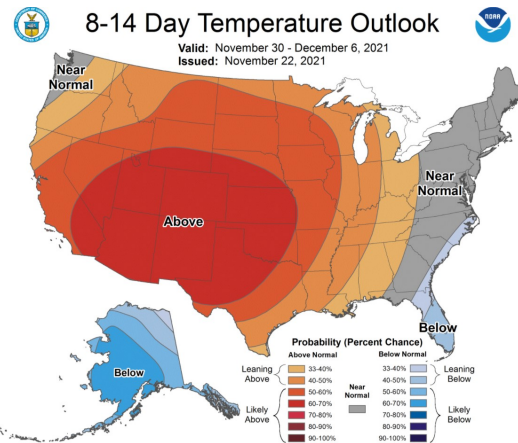 8-14 Day Temperature Outlook
Valid: November 30 - December 6, 2021
Issued: November 22, 2021
NOAA
Near
Normal
Near
Normal
Above
Below
Below
Probability (Percent Chance)
Above Normal
Below Normal
Leaning
Above
33-40%
40-50%
Likely
Above
50-60%
60-70%
70-80%
80-90%
90-100%
Near
Normal
33-40%
40-50%
Leaning
Below
50-60%
60-70%
70-80%
80-90%
90-100%
Likely
Below